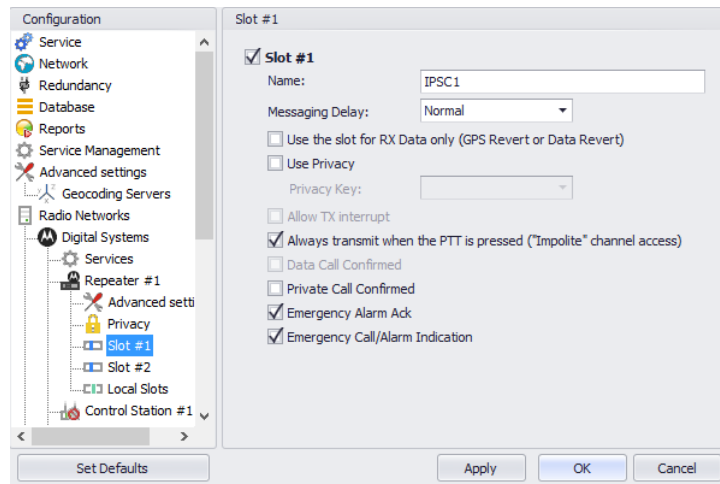 Configuration
Service
Network
Redundancy
Database
Reports
Service Management
Advanced settings
Geocoding Servers
Radio Networks
Digital Systems
Services
Repeater #1
Advanced setti
Privacy
Slot #1
Slot #2
Local Slots
Control Station #1
Set Defaults
Slot #1
Slot #1
Name: IPSC1
Messaging Delay: Normal
Use the slot for RX Data only (GPS Revert or Data Revert)
Use Privacy
Privacy Key:
Allow TX interrupt
Always transmit when the PTT is pressed ("Impolite" channel access)
Data Call Confirmed
Private Call Confirmed
Emergency Alarm Ack
Emergency Call/Alarm Indication
Apply OK Cancel